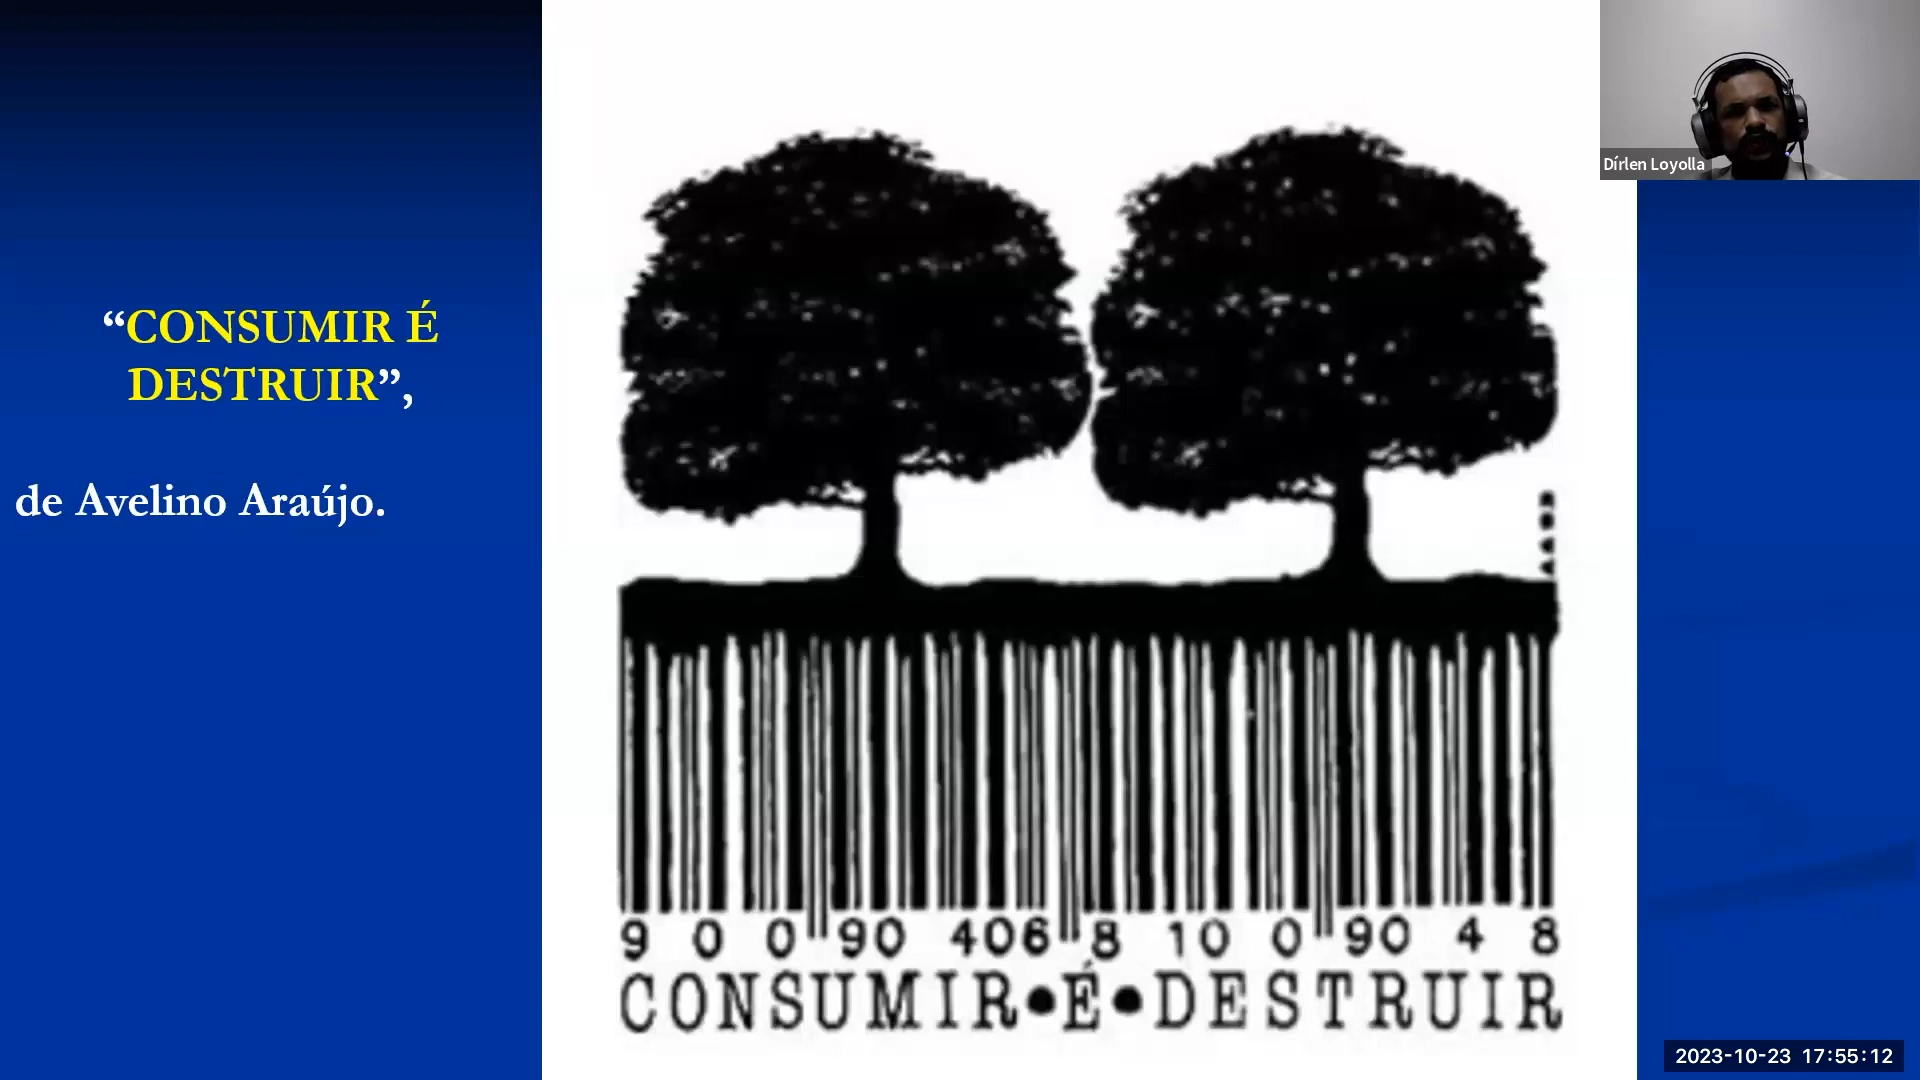 “CONSUMIR É
DESTRUIR”,
de Avelino Araújo.
9 0 0 90 406 8 10 0 90 4 8
CONSUMIR•É•DESTRUIR
Dírlen Loyolla
2023-10-23 17:55:12